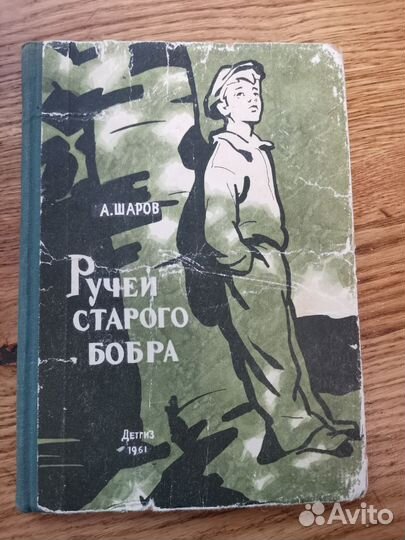 А. ШАРОВ
РУЧЕЙ
СТАРОГО
БОБРА
ДЕТГИЗ
1961
Avito